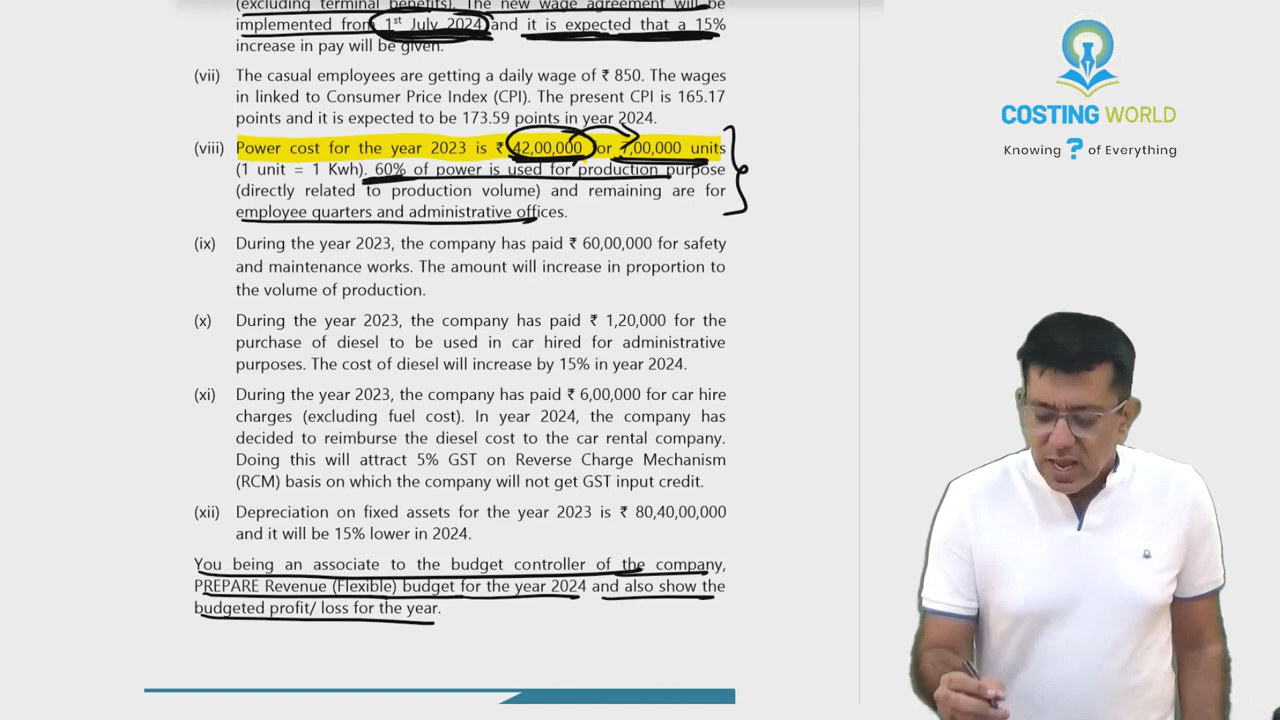 (excluding terminal benefits). The new wage agreement will be
implemented from 1st July 2024 and it is expected that a 15%
increase in pay will be given.
(vii) The casual employees are getting a daily wage of ₹ 850. The wages
in linked to Consumer Price Index (CPI). The present CPI is 165.17
points and it is expected to be 173.59 points in year 2024.
(viii) Power cost for the year 2023 is ₹ 42,00,000 for 7,00,000 units
(1 unit = 1 Kwh). 60% of power is used for production purpose
(directly related to production volume) and remaining are for
employee quarters and administrative offices.
(ix) During the year 2023, the company has paid ₹ 60,00,000 for safety
and maintenance works. The amount will increase in proportion to
the volume of production.
(x) During the year 2023, the company has paid ₹ 1,20,000 for the
purchase of diesel to be used in car hired for administrative
purposes. The cost of diesel will increase by 15% in year 2024.
(xi) During the year 2023, the company has paid ₹ 6,00,000 for car hire
charges (excluding fuel cost). In year 2024, the company has
decided to reimburse the diesel cost to the car rental company.
Doing this will attract 5% GST on Reverse Charge Mechanism
(RCM) basis on which the company will not get GST input credit.
(xii) Depreciation on fixed assets for the year 2023 is ₹ 80,40,00,000
and it will be 15% lower in 2024.
You being an associate to the budget controller of the company,
PREPARE Revenue (Flexible) budget for the year 2024 and also show the
budgeted profit/ loss for the year.
COSTING WORLD
Knowing ? of Everything